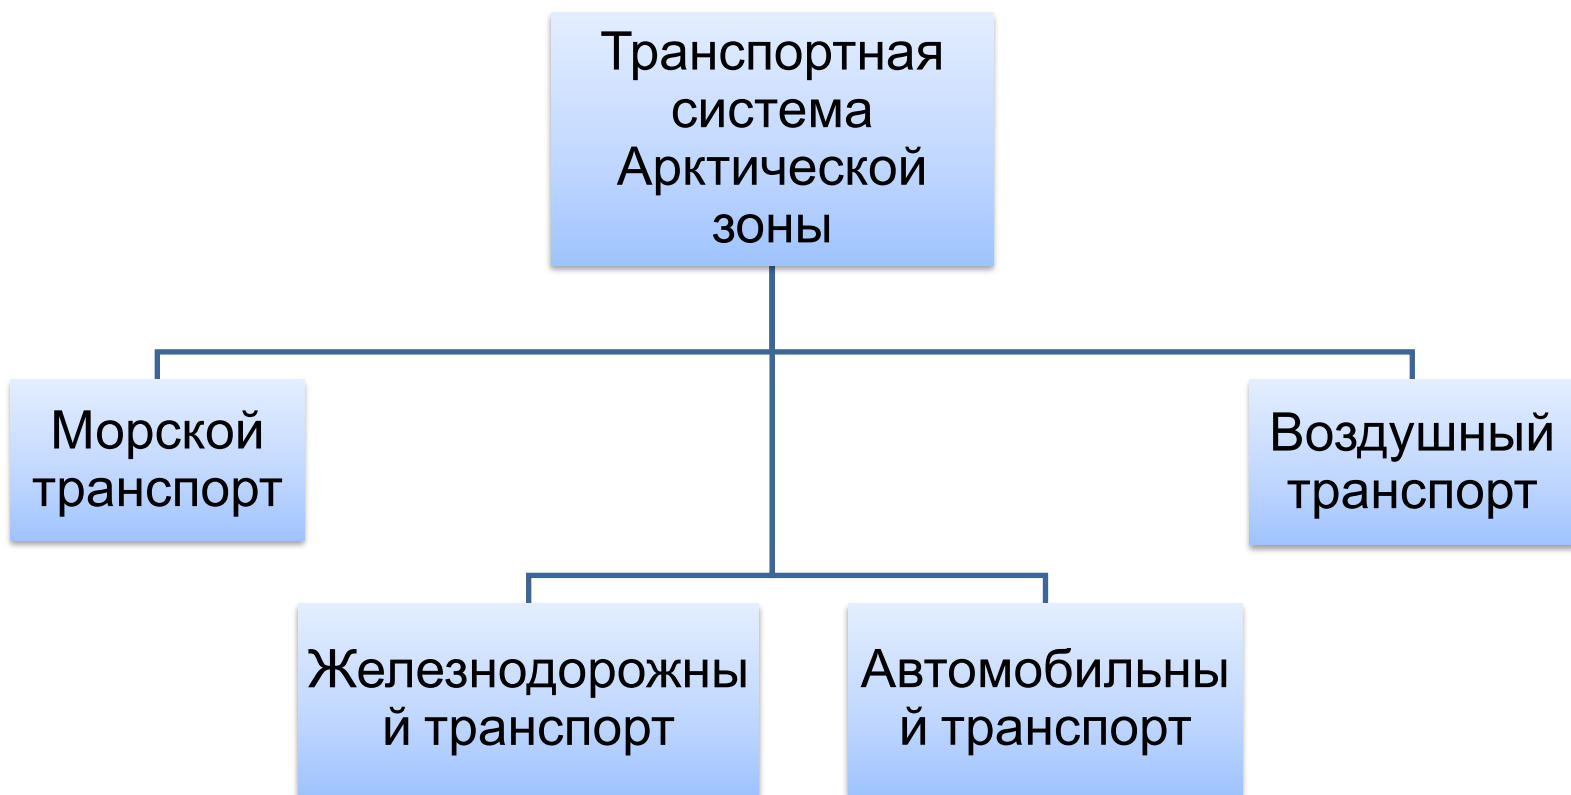 Транспортная
система
Арктической
зоны
Морской
транспорт
Воздушный
транспорт
Железнодорожны
й транспорт
Автомобильны
й транспорт